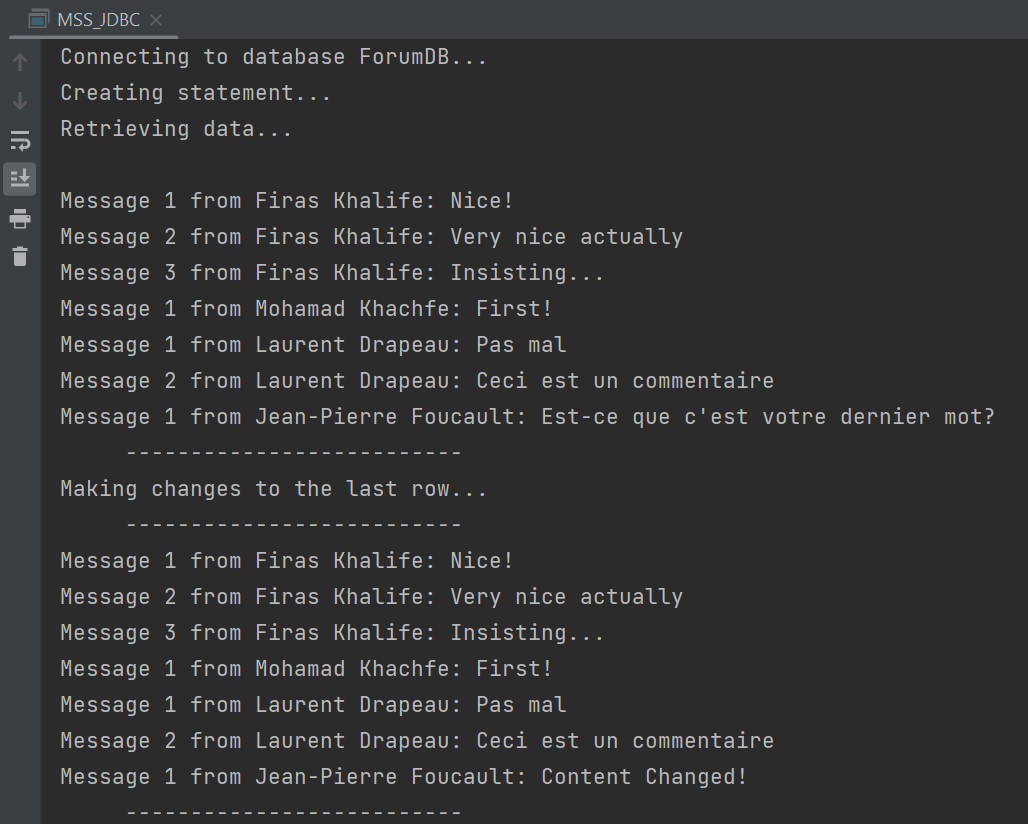 MSS_JDBC
Connecting to database ForumDB...
Creating statement...
Retrieving data...
Message 1 from Firas Khalife: Nice!
Message 2 from Firas Khalife: Very nice actually
Message 3 from Firas Khalife: Insisting...
Message 1 from Mohamad Khachfe: First!
Message 1 from Laurent Drapeau: Pas mal
Message 2 from Laurent Drapeau: Ceci est un commentaire
Message 1 from Jean-Pierre Foucault: Est-ce que c'est votre dernier mot?
--------------------------
Making changes to the last row...
--------------------------
Message 1 from Firas Khalife: Nice!
Message 2 from Firas Khalife: Very nice actually
Message 3 from Firas Khalife: Insisting...
Message 1 from Mohamad Khachfe: First!
Message 1 from Laurent Drapeau: Pas mal
Message 2 from Laurent Drapeau: Ceci est un commentaire
Message 1 from Jean-Pierre Foucault: Content Changed!
--------------------------